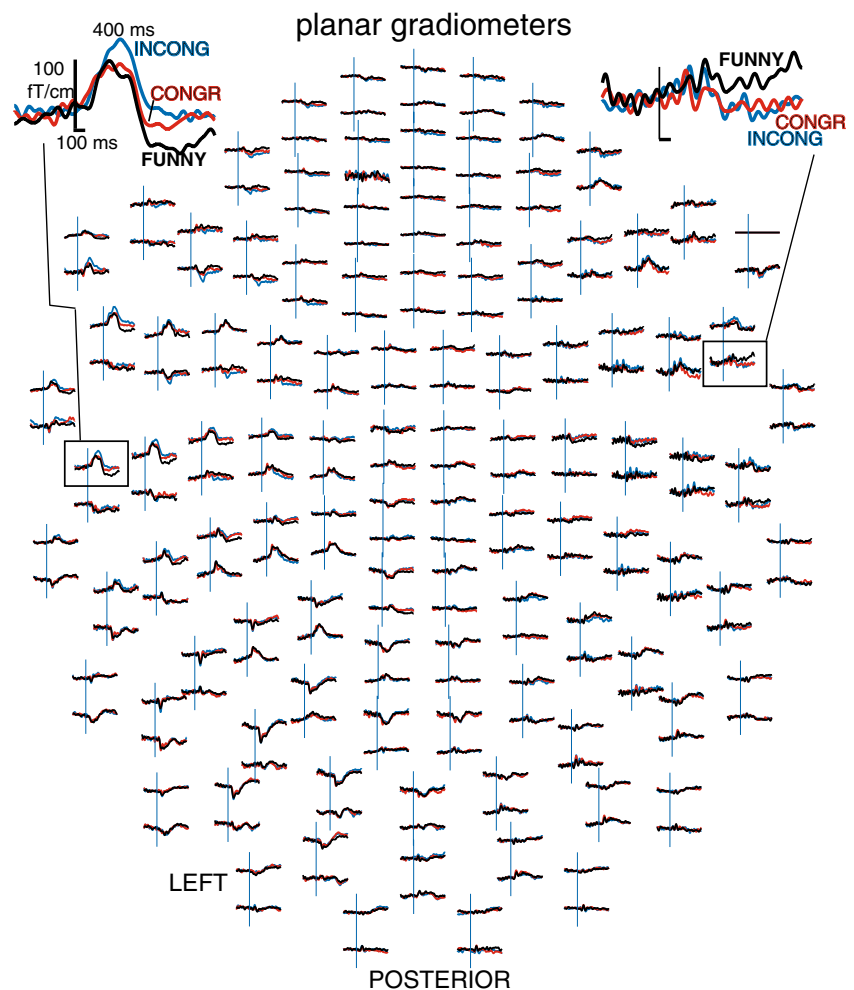 planar gradiometers
400 ms
INCONG
100
fT/cm
CONGR
100 ms
FUNNY
FUNNY
CONGR
INCONG
LEFT
POSTERIOR